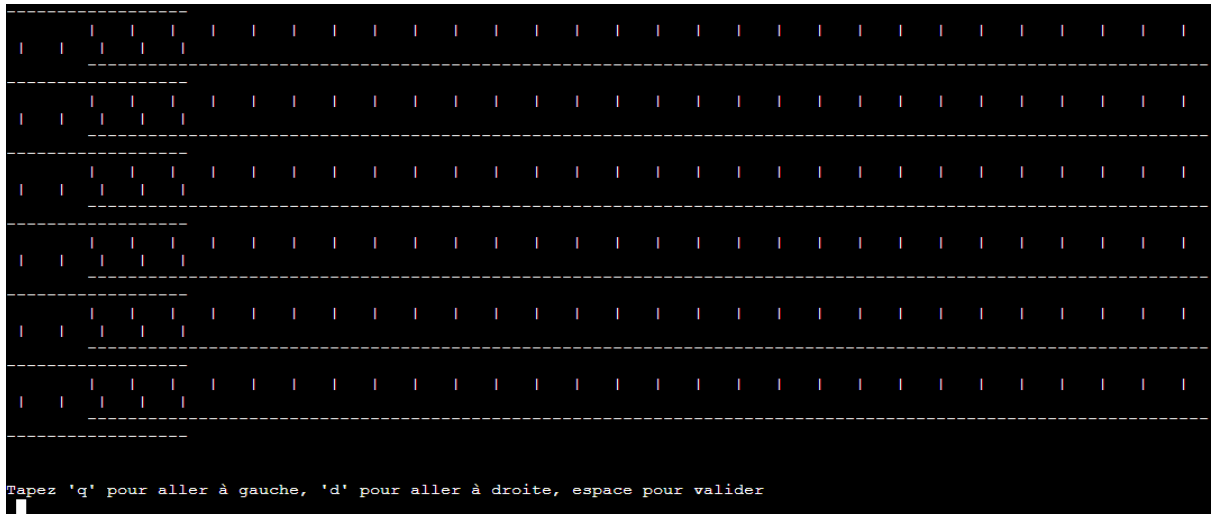 Tapez 'q' pour aller à gauche, 'd' pour aller à droite, espace pour valider